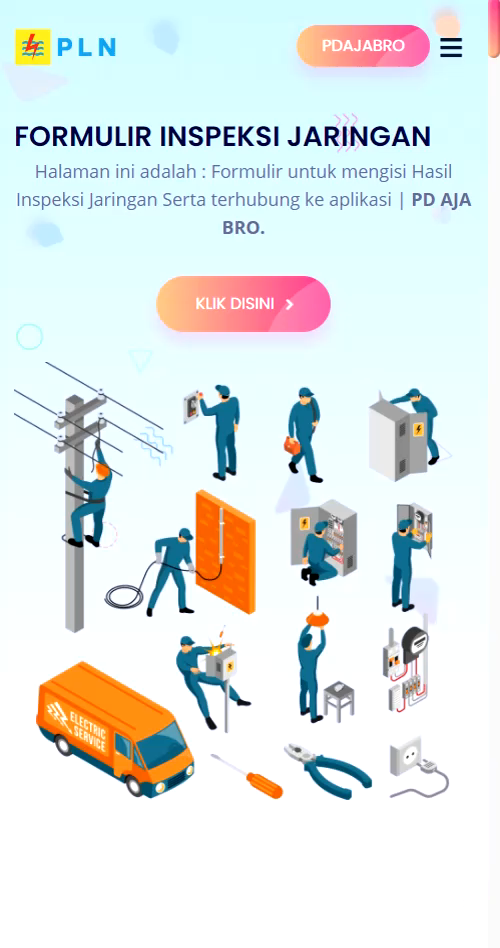 PLN
PDAJABRO
FORMULIR INSPEKSI JARINGAN
Halaman ini adalah : Formulir untuk mengisi Hasil
Inspeksi Jaringan Serta terhubung ke aplikasi | PD AJA
BRO.
KLIK DISINI
ELECTRIC
SERVICE